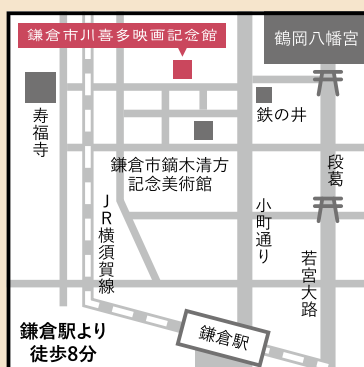 鎌倉市川喜多映画記念館
鶴岡八幡宮
寿福寺
鉄の井
鎌倉市鏑木清方
記念美術館
段葛
JR横須賀線
小町通り
若宮大路
鎌倉駅
鎌倉駅より
徒歩8分